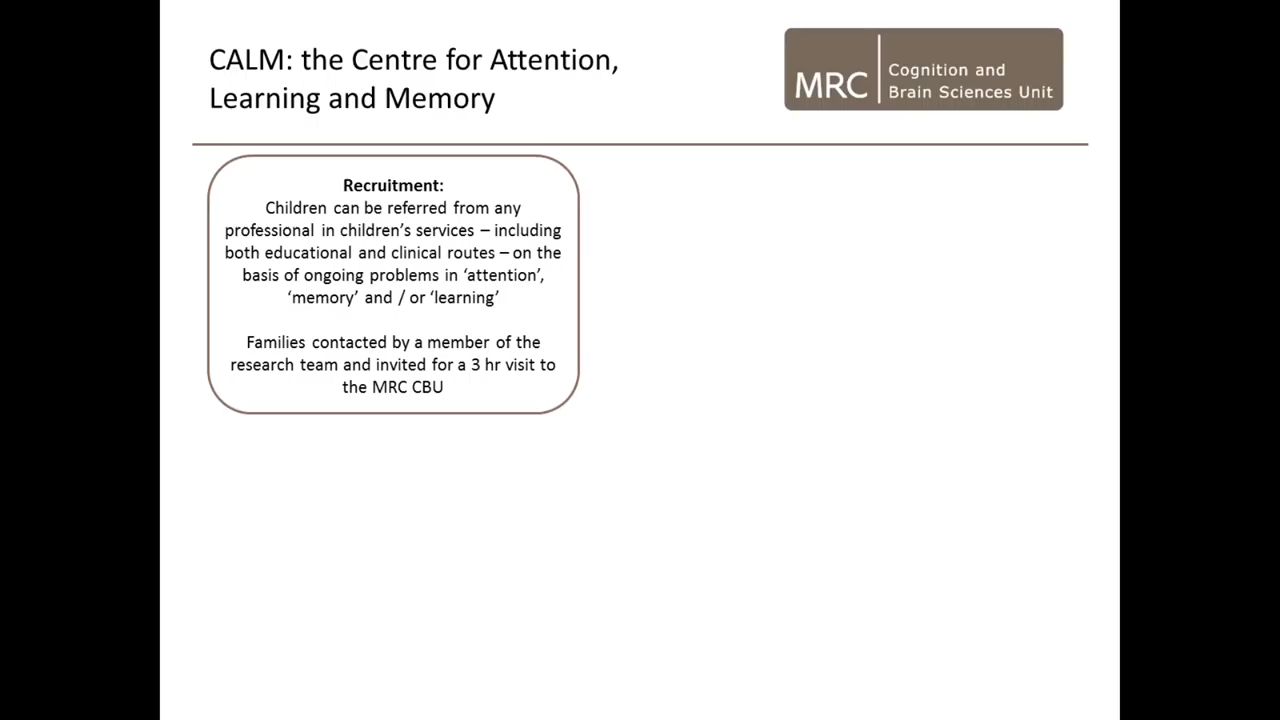 CALM: the Centre for Attention,
Learning and Memory
MRC
Cognition and
Brain Sciences Unit
Recruitment:
Children can be referred from any
professional in children’s services – including
both educational and clinical routes – on the
basis of ongoing problems in ‘attention’,
‘memory’ and / or ‘learning’
Families contacted by a member of the
research team and invited for a 3 hr visit to
the MRC CBU